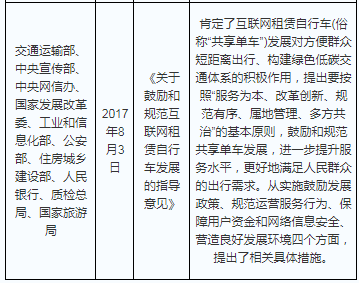 交通运输部、
中央宣传部、
中央网信办、
国家发展改革
委、工业和信
息化部、公安
部、住房城乡
建设部、人民
银行、质检总
局、国家旅游
局
2017
年8
月3
日
《关于
鼓励和
规范互
联网租
赁自行
车发展
的指导
意见》
肯定了互联网租赁自行车(俗
称“共享单车”)发展对方便群众
短距离出行、构建绿色低碳交
通体系的积极作用，提出要按
照“服务为本、改革创新、规
范有序、属地管理、多方共
治”的基本原则，鼓励和规范
共享单车发展，进一步提升服
务水平，更好地满足人民群众
的出行需求。从实施鼓励发展
政策、规范运营服务行为、保
障用户资金和网络信息安全、
营造良好发展环境四个方面，
提出了相关具体措施。